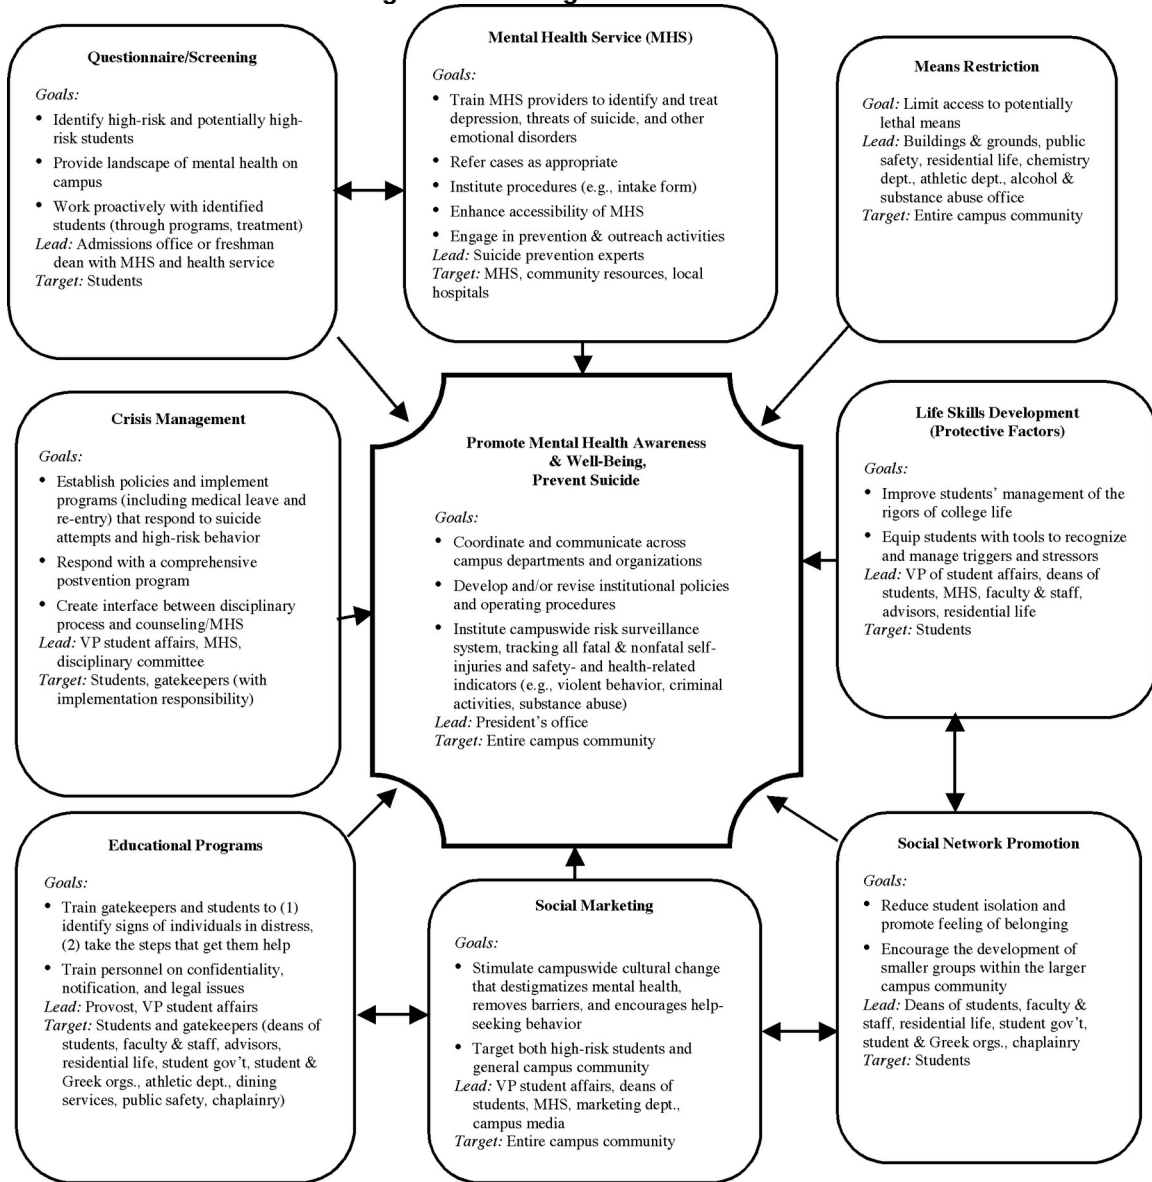 Questionnaire/Screening
Goals:
• Identify high-risk and potentially high-
risk students
• Provide landscape of mental health on
campus
• Work proactively with identified
students (through programs, treatment)
Lead: Admissions office or freshman
dean with MHS and health service
Target: Students
Mental Health Service (MHS)
Goals:
• Train MHS providers to identify and treat
depression, threats of suicide, and other
emotional disorders
• Refer cases as appropriate
• Institute procedures (e.g., intake form)
• Enhance accessibility of MHS
• Engage in prevention & outreach activities
Lead: Suicide prevention experts
Target: MHS, community resources, local
hospitals
Means Restriction
Goal: Limit access to potentially
lethal means
Lead: Buildings & grounds, public
safety, residential life, chemistry
dept., athletic dept., alcohol &
substance abuse office
Target: Entire campus community
Crisis Management
Goals:
• Establish policies and implement
programs (including medical leave and
re-entry) that respond to suicide
attempts and high-risk behavior
• Respond with a comprehensive
postvention program
• Create interface between disciplinary
process and counseling/MHS
Lead: VP student affairs, MHS,
disciplinary committee
Target: Students, gatekeepers (with
implementation responsibility)
Promote Mental Health Awareness
& Well-Being,
Prevent Suicide
Goals:
• Coordinate and communicate across
campus departments and organizations
• Develop and/or revise institutional policies
and operating procedures
• Institute campuswide risk surveillance
system, tracking all fatal & nonfatal self-
injuries and safety- and health-related
indicators (e.g., violent behavior, criminal
activities, substance abuse)
Lead: President's office
Target: Entire campus community
Life Skills Development
(Protective Factors)
Goals:
• Improve students' management of the
rigors of college life
• Equip students with tools to recognize
and manage triggers and stressors
Lead: VP of student affairs, deans of
students, MHS, faculty & staff,
advisors, residential life
Target: Students
Educational Programs
Goals:
• Train gatekeepers and students to (1)
identify signs of individuals in distress,
(2) take the steps that get them help
• Train personnel on confidentiality,
notification, and legal issues
Lead: Provost, VP student affairs
Target: Students and gatekeepers (deans of
students, faculty & staff, advisors,
residential life, student gov't, student &
Greek orgs., athletic dept., dining
services, public safety, chaplainry)
Social Marketing
Goals:
• Stimulate campuswide cultural change
that destigmatizes mental health,
removes barriers, and encourages help-
seeking behavior
• Target both high-risk students and
general campus community
Lead: VP student affairs, deans of
students, MHS, marketing dept.,
campus media
Target: Entire campus community
Social Network Promotion
Goals:
• Reduce student isolation and
promote feeling of belonging
• Encourage the development of
smaller groups within the larger
campus community
Lead: Deans of students, faculty &
staff, residential life, student gov't,
student & Greek orgs., chaplainry
Target: Students